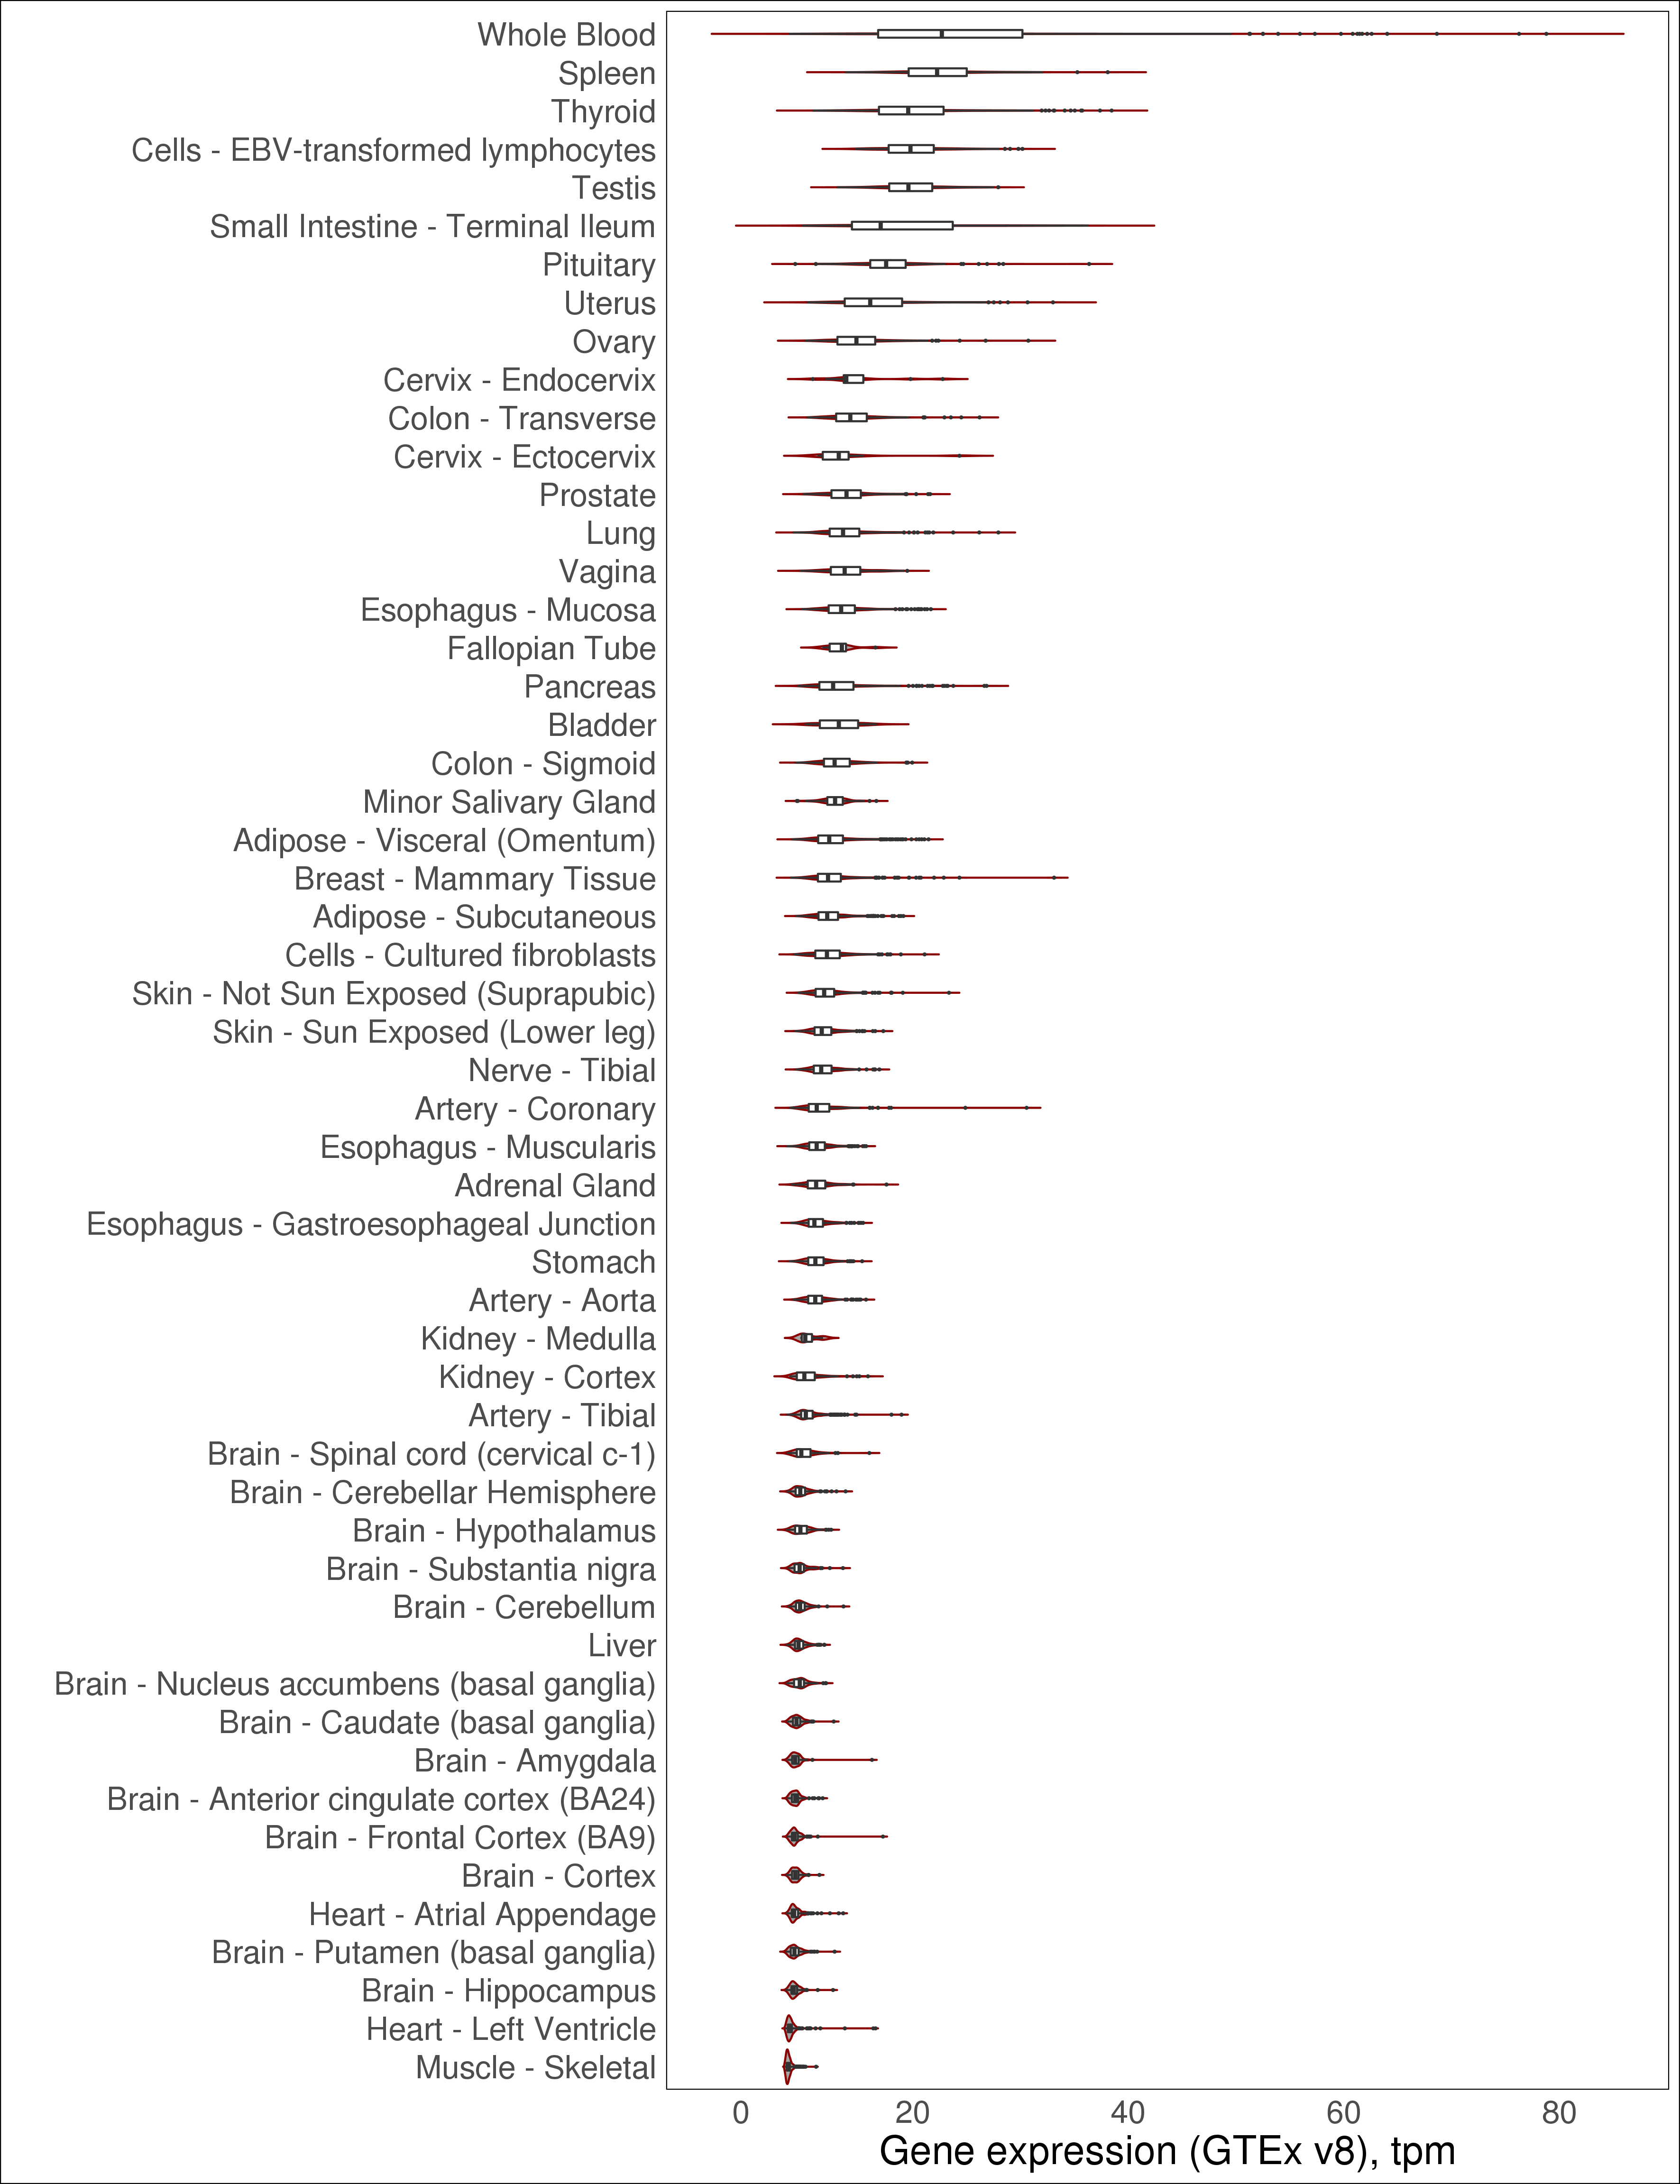 Whole Blood
Spleen
Thyroid
Cells - EBV-transformed lymphocytes
Testis
Small Intestine - Terminal Ileum
Pituitary
Uterus
Ovary
Cervix - Endocervix
Colon - Transverse
Cervix - Ectocervix
Prostate
Lung
Vagina
Esophagus - Mucosa
Fallopian Tube
Pancreas
Bladder
Colon - Sigmoid
Minor Salivary Gland
Adipose - Visceral (Omentum)
Breast - Mammary Tissue
Adipose - Subcutaneous
Cells - Cultured fibroblasts
Skin - Not Sun Exposed (Suprapubic)
Skin - Sun Exposed (Lower leg)
Nerve - Tibial
Artery - Coronary
Esophagus - Muscularis
Adrenal Gland
Esophagus - Gastroesophageal Junction
Stomach
Artery - Aorta
Kidney - Medulla
Kidney - Cortex
Artery - Tibial
Brain - Spinal cord (cervical c-1)
Brain - Cerebellar Hemisphere
Brain - Hypothalamus
Brain - Substantia nigra
Brain - Cerebellum
Liver
Brain - Nucleus accumbens (basal ganglia)
Brain - Caudate (basal ganglia)
Brain - Amygdala
Brain - Anterior cingulate cortex (BA24)
Brain - Frontal Cortex (BA9)
Brain - Cortex
Heart - Atrial Appendage
Brain - Putamen (basal ganglia)
Brain - Hippocampus
Heart - Left Ventricle
Muscle - Skeletal
0 20 40 60 80
Gene expression (GTEx v8), tpm